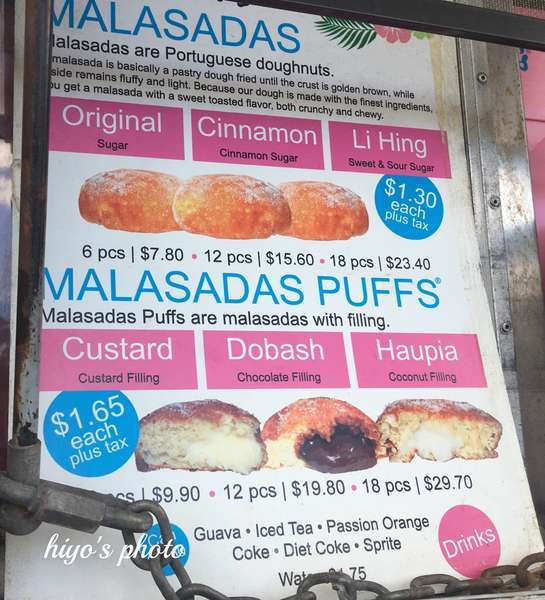 MALASADAS
alasadas are Portuguese doughnuts.
malasada is basically a pastry dough fried until the crust is golden brown, while
side remains fluffy and light. Because our dough is made with the finest ingredients,
u get a malasada with a sweet toasted flavor, both crunchy and chewy.
Original Cinnamon Li Hing
Sugar Cinnamon Sugar Sweet & Sour Sugar
$1.30
each
plus tax
6 pcs | $7.80 • 12 pcs | $15.60 • 18 pcs | $23.40
MALASADAS PUFFS®
Malasadas Puffs are malasadas with filling.
Custard Dobash Haupia
Custard Filling Chocolate Filling Coconut Filling
$1.65
each
plus tax
cs | $9.90 • 12 pcs | $19.80 • 18 pcs | $29.70
Guava • Iced Tea • Passion Orange
Coke • Diet Coke • Sprite
Drinks
hiyo's photo